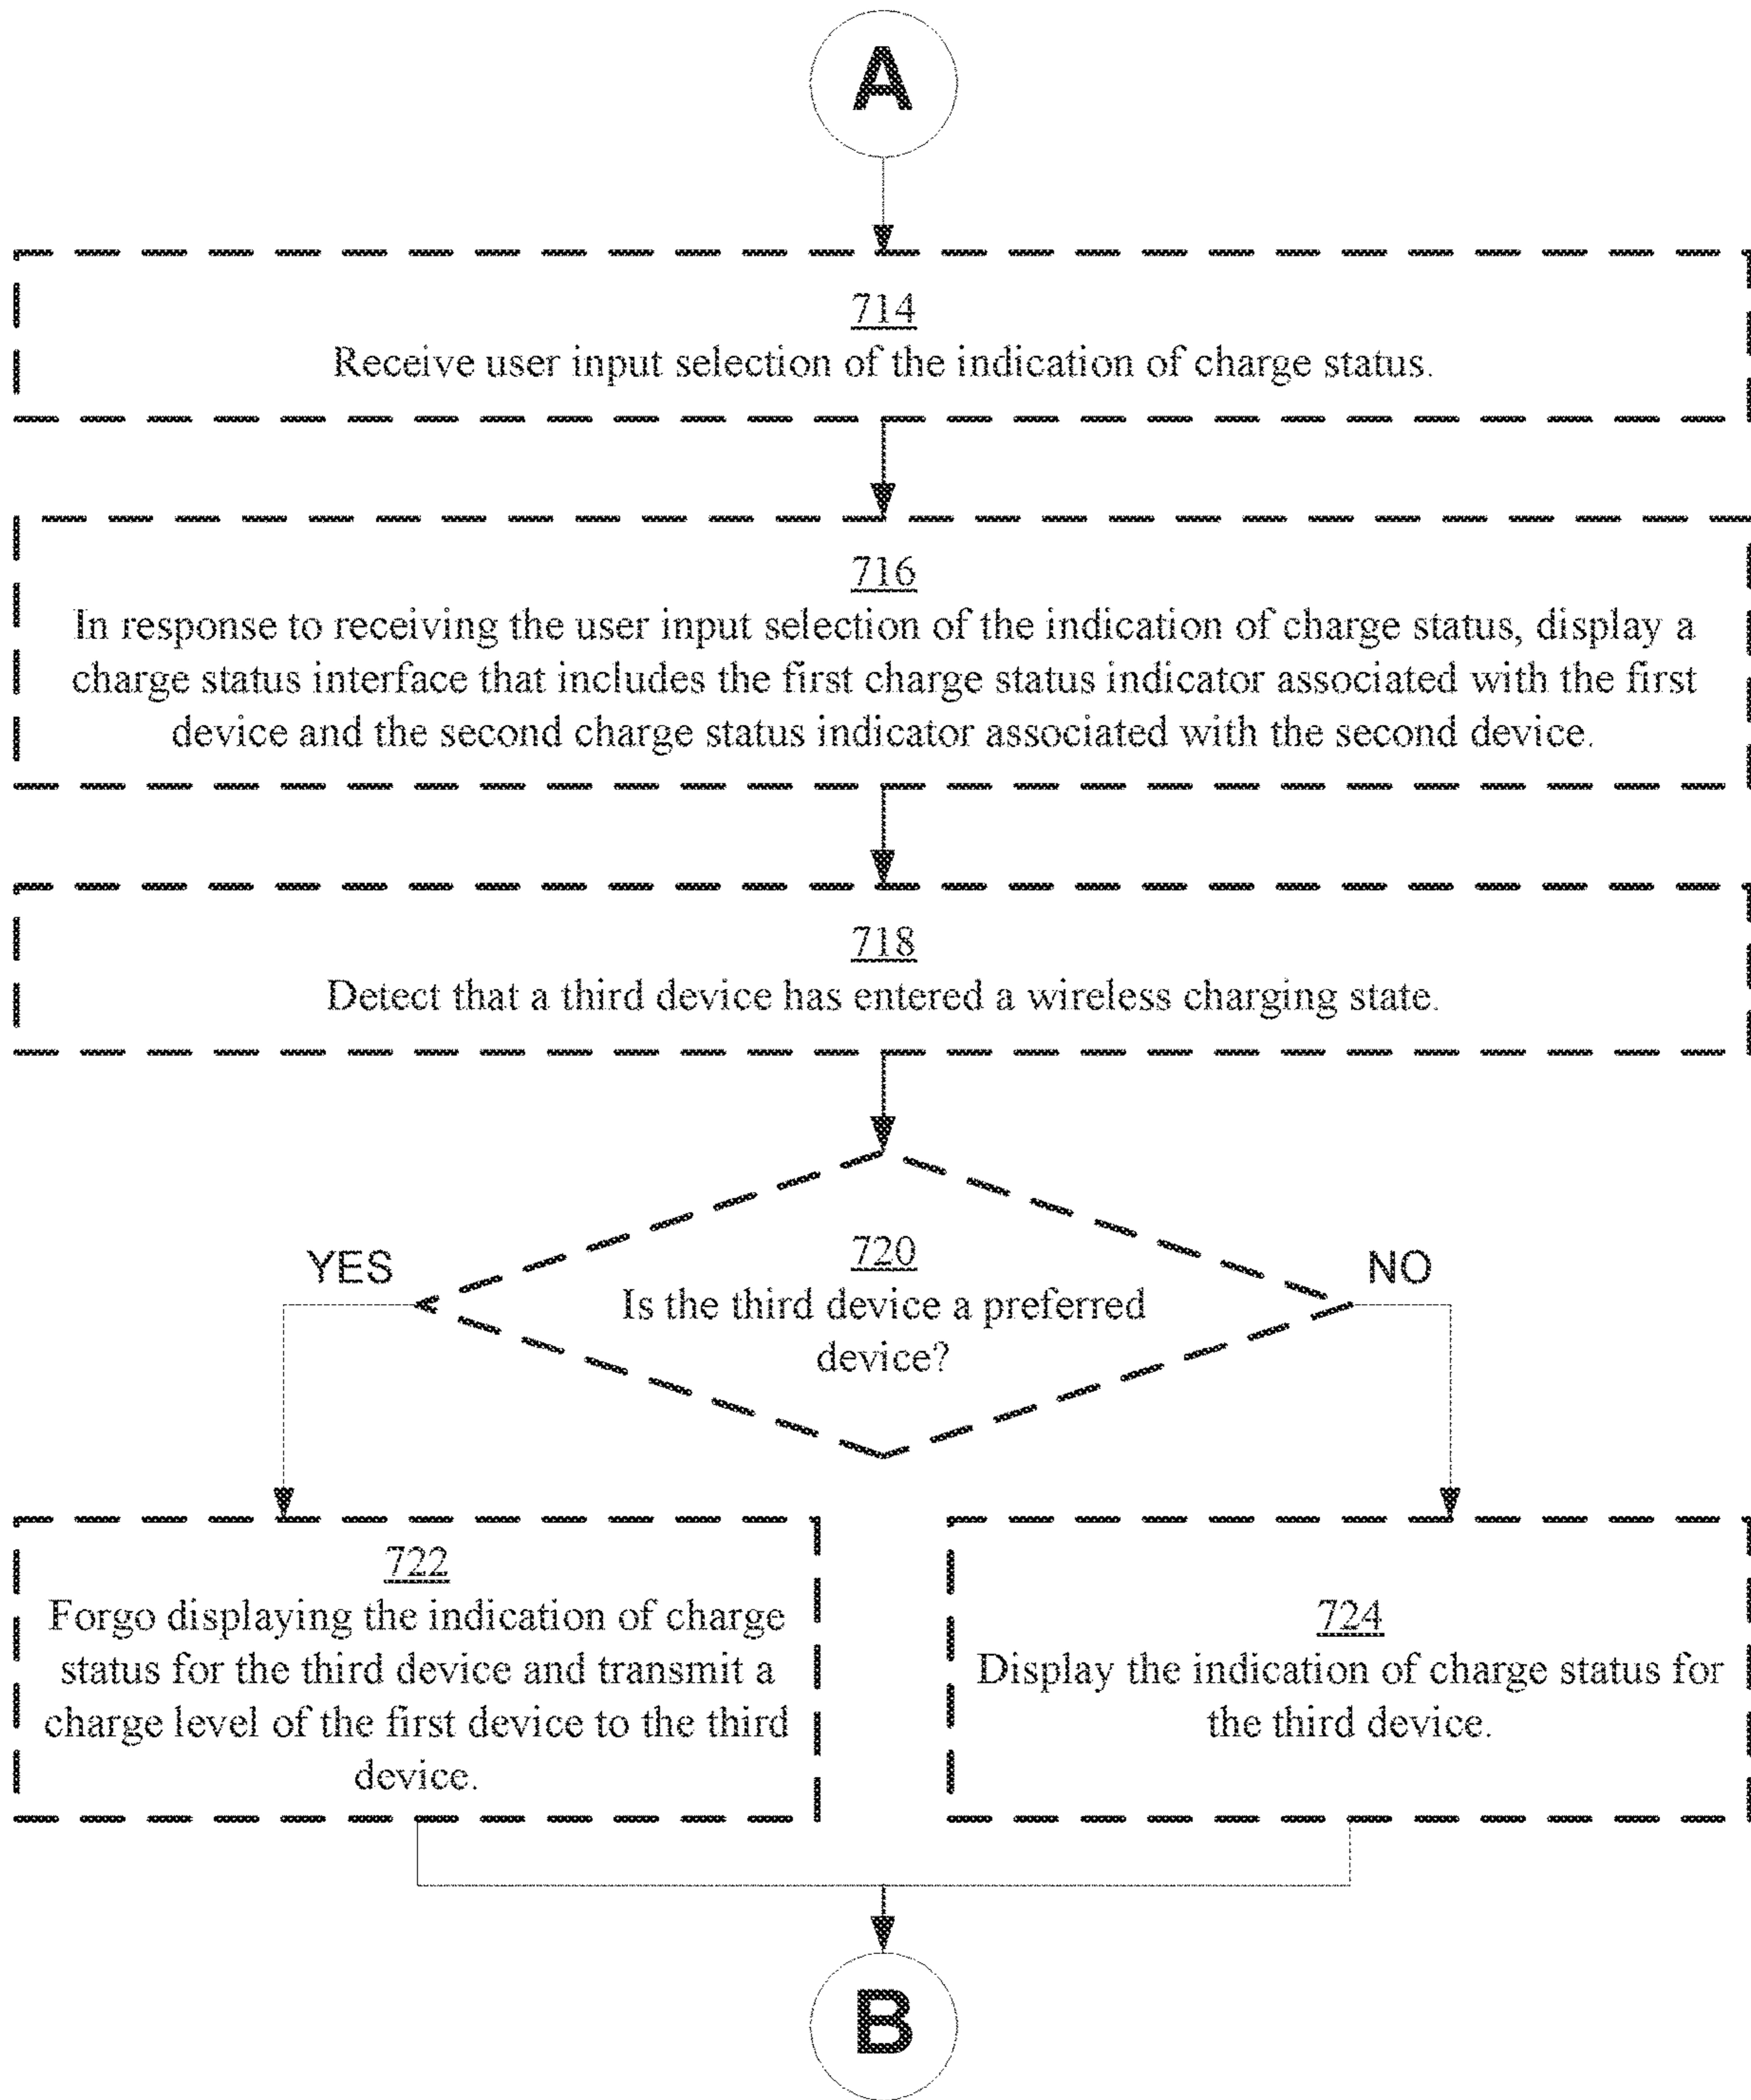 A
714
Receive user input selection of the indication of charge status.
716
In response to receiving the user input selection of the indication of charge status, display a
charge status interface that includes the first charge status indicator associated with the first
device and the second charge status indicator associated with the second device.
718
Detect that a third device has entered a wireless charging state.
720
Is the third device a preferred
device?
YES
NO
722
Forgo displaying the indication of charge
status for the third device and transmit a
charge level of the first device to the third
device.
724
Display the indication of charge status for
the third device.
B